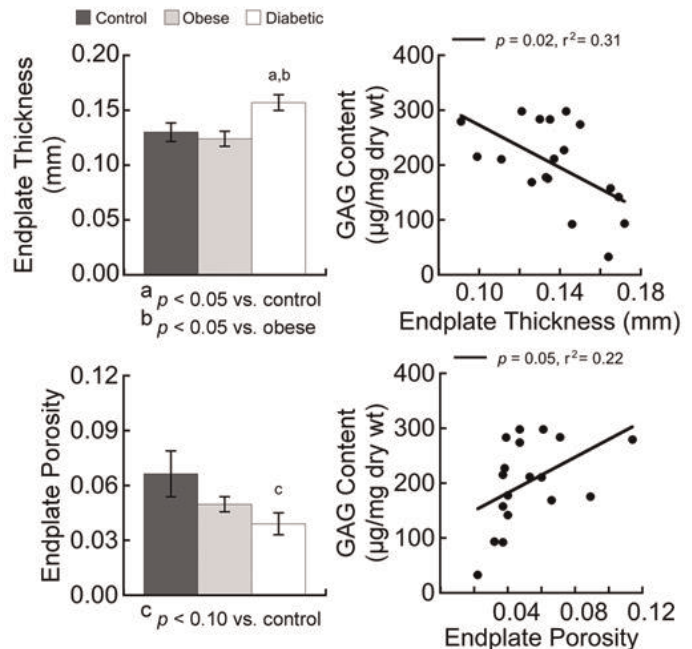 Control Obese Diabetic
Endplate Thickness
(mm)
0.20
0.15
0.10
0.05
0.00
a,b
a p < 0.05 vs. control
b p < 0.05 vs. obese
p = 0.02, r² = 0.31
GAG Content
(µg/mg dry wt)
400
300
200
100
0
0.10 0.14 0.18
Endplate Thickness (mm)
Endplate Porosity
0.12
0.09
0.06
0.03
0.00
c
c p < 0.10 vs. control
p = 0.05, r² = 0.22
GAG Content
(µg/mg dry wt)
400
300
200
100
0
0.04 0.08 0.12
Endplate Porosity